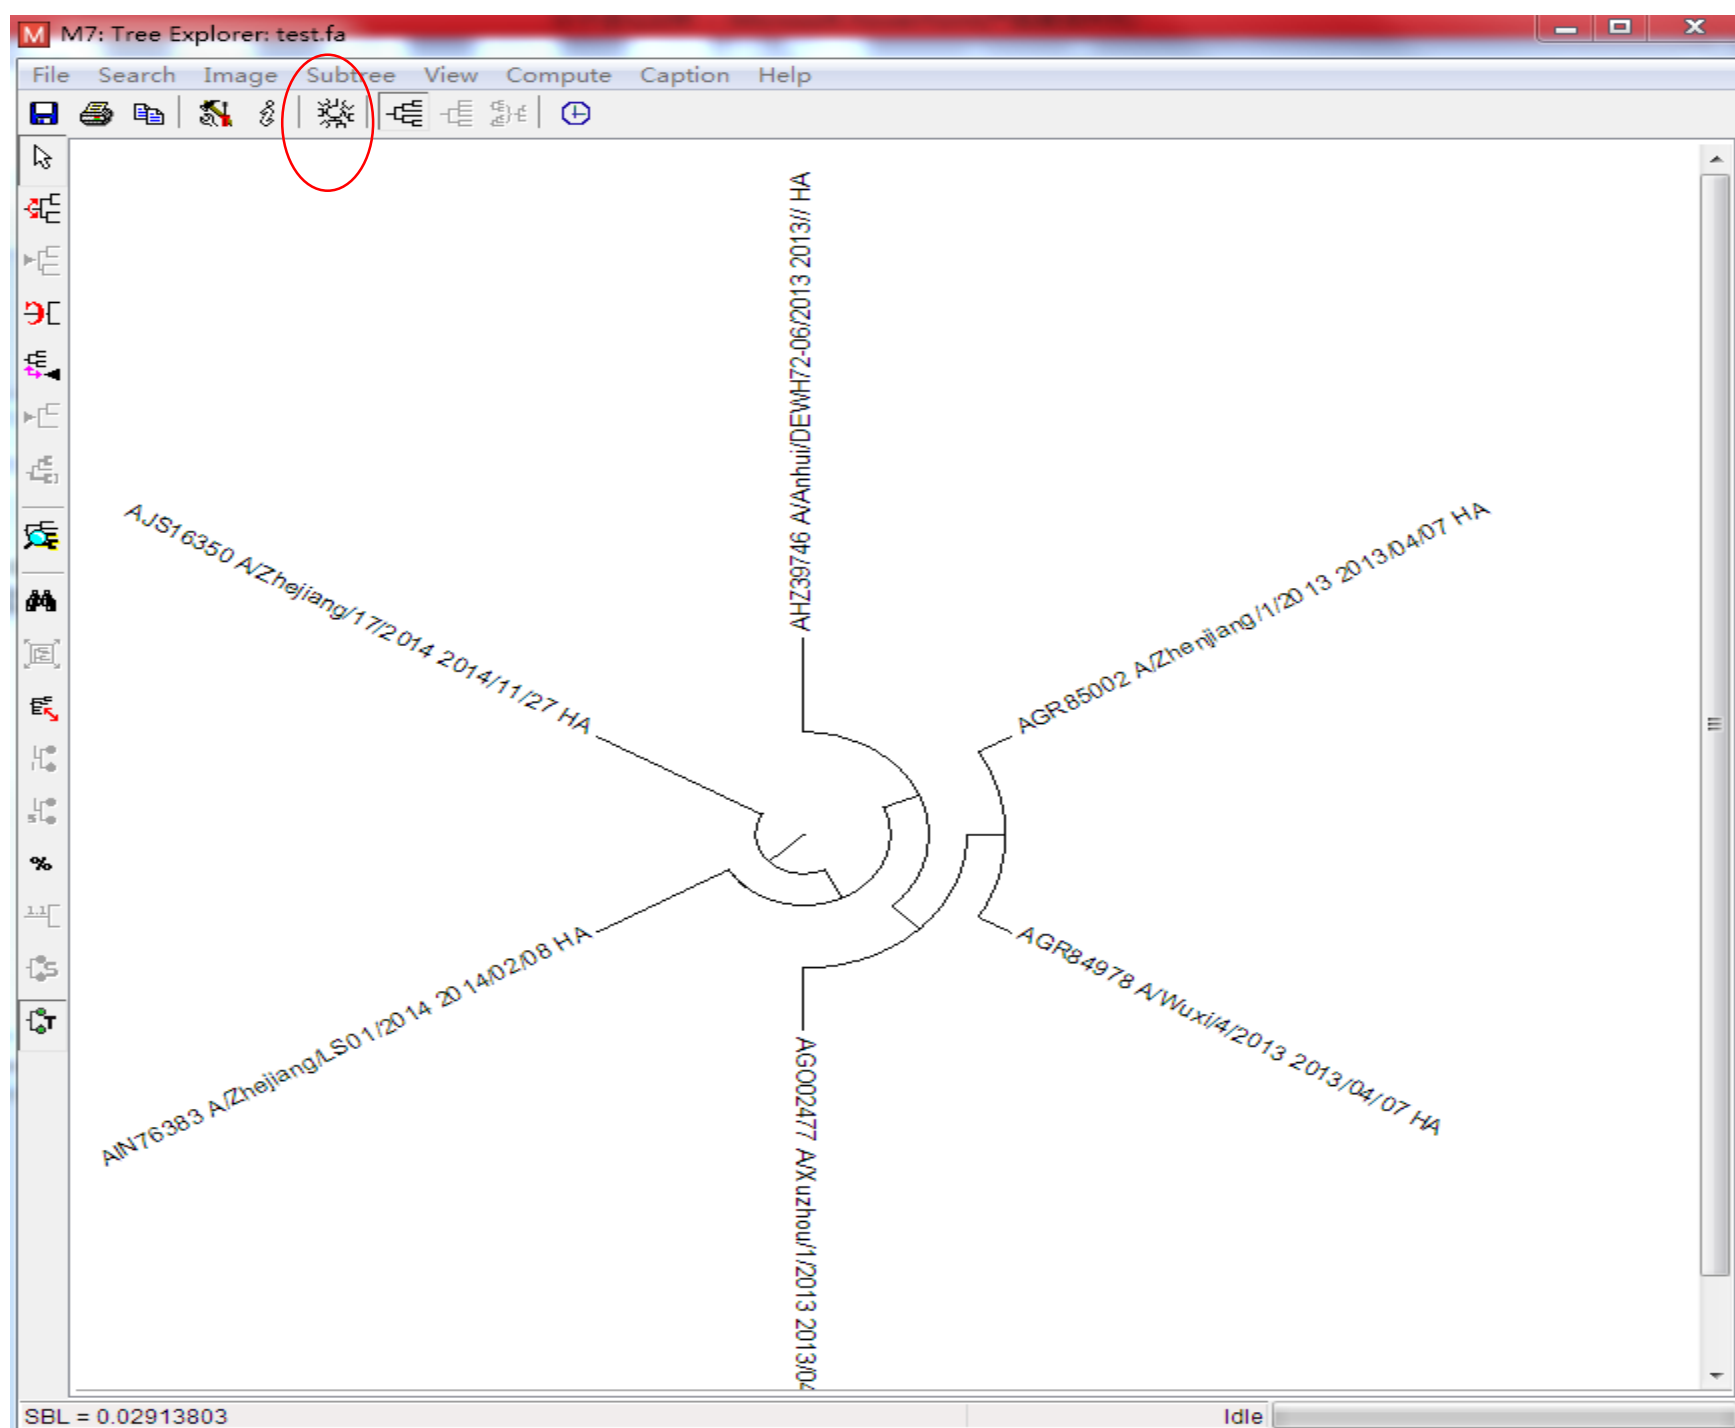 M7: Tree Explorer: test.fa
File Search Image Subtree View Compute Caption Help
AHZ39746 A/Anhui/DEWH72-06/2013 2013// HA
AJS16350 A/Zhejiang/17/2014 2014/11/27 HA
AGR85002 A/Zhenjiang/1/2013 2013/04/07 HA
AIN76383 A/Zhejiang/LS01/2014 2014/02/08 HA
AGR84978 A/Wuxi/4/2013 2013/04/07 HA
AGO02477 A/Xuzhou/1/2013 2013/04
%
1.1
S
T
SBL = 0.02913803
Idle